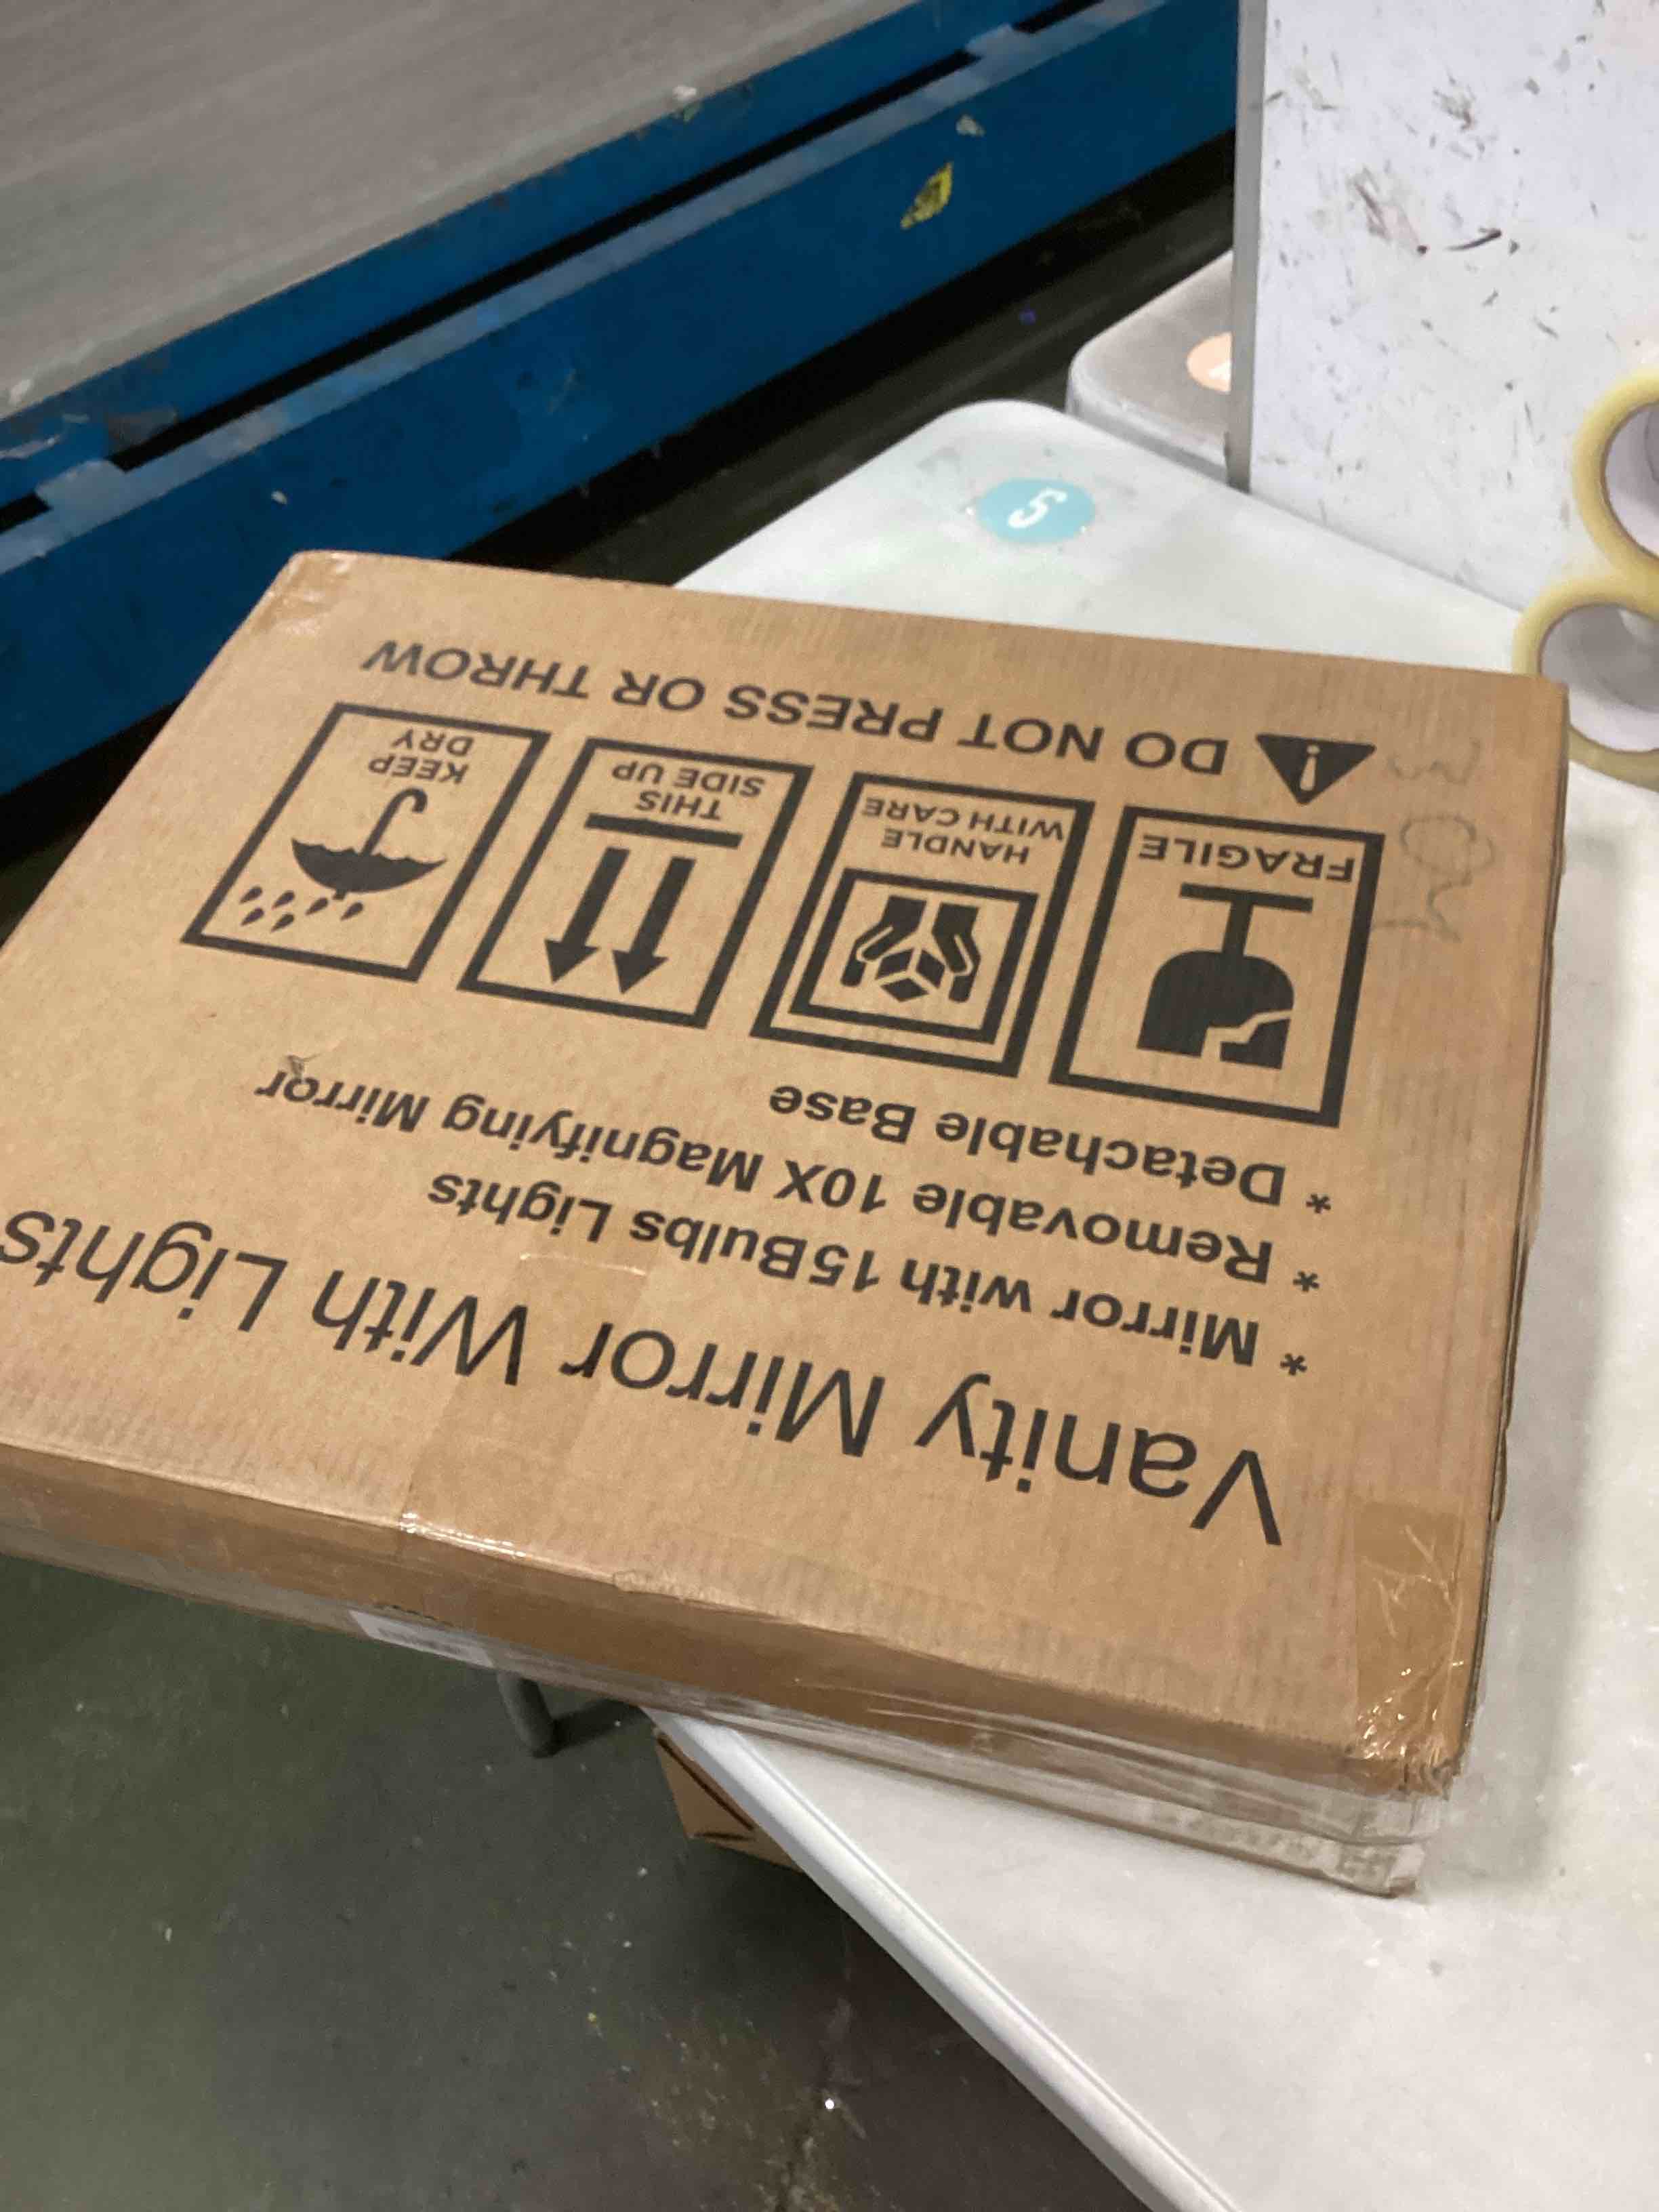 Vanity Mirror With Lights
* Mirror with 15Bulbs Lights
* Removable 10X Magnifying Mirror
* Detachable Base
FRAGILE
HANDLE
WITH CARE
THIS
SIDE UP
KEEP
DRY
DO NOT PRESS OR THROW
5